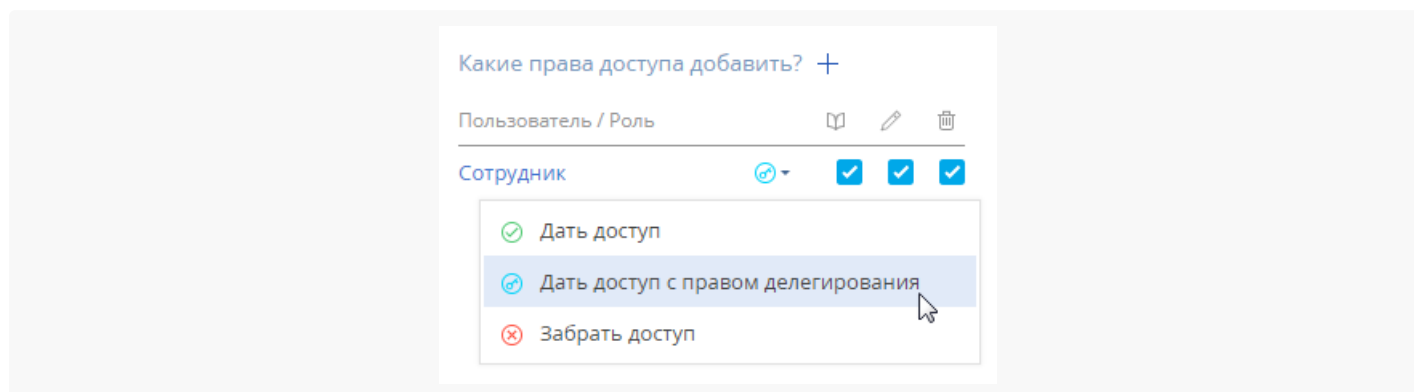 Какие права доступа добавить?
Пользователь / Роль
Сотрудник
Дать доступ
Дать доступ с правом делегирования
Забрать доступ